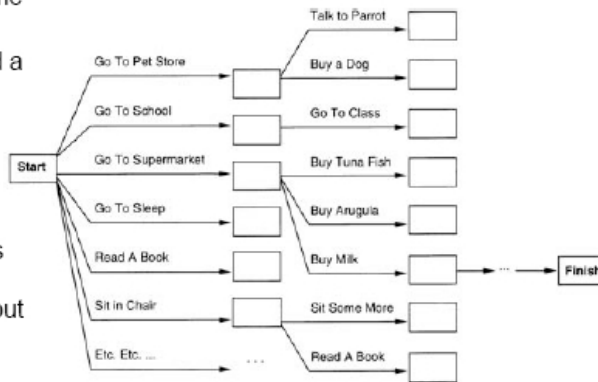 Talk to Parrot
Go To Pet Store
Buy a Dog
Go To School
Go To Class
Go To Supermarket
Buy Tuna Fish
Start
Go To Sleep
Buy Arugula
Read A Book
Buy Milk
...
Finish
Sit in Chair
Sit Some More
Etc. Etc. ...
...
Read A Book